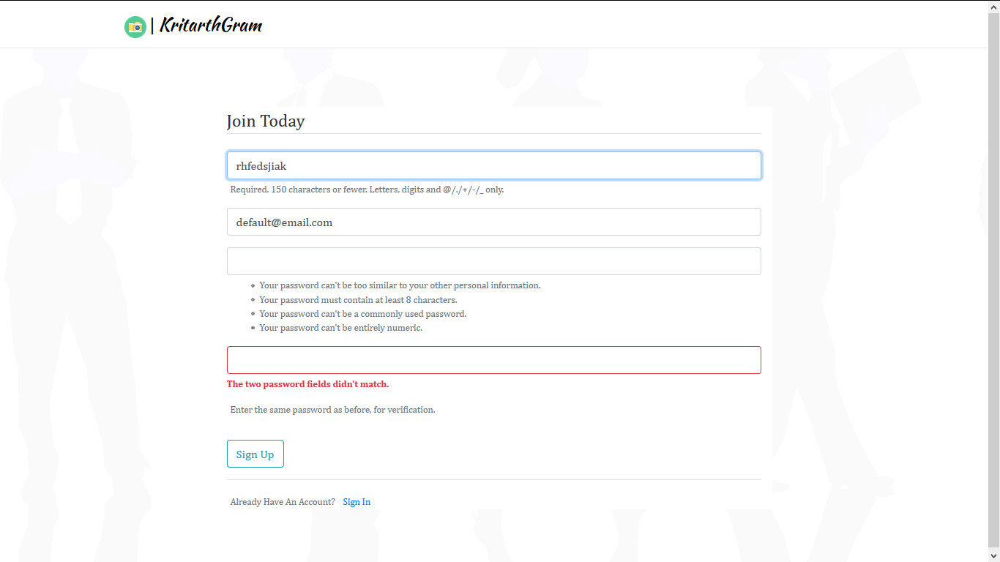 | KritarthGram
Join Today
rhfedsjiak
Required. 150 characters or fewer. Letters, digits and @/./+/-/_ only.
default@email.com
Your password can't be too similar to your other personal information.
Your password must contain at least 8 characters.
Your password can't be a commonly used password.
Your password can't be entirely numeric.
The two password fields didn't match.
Enter the same password as before, for verification.
Sign Up
Already Have An Account? Sign In